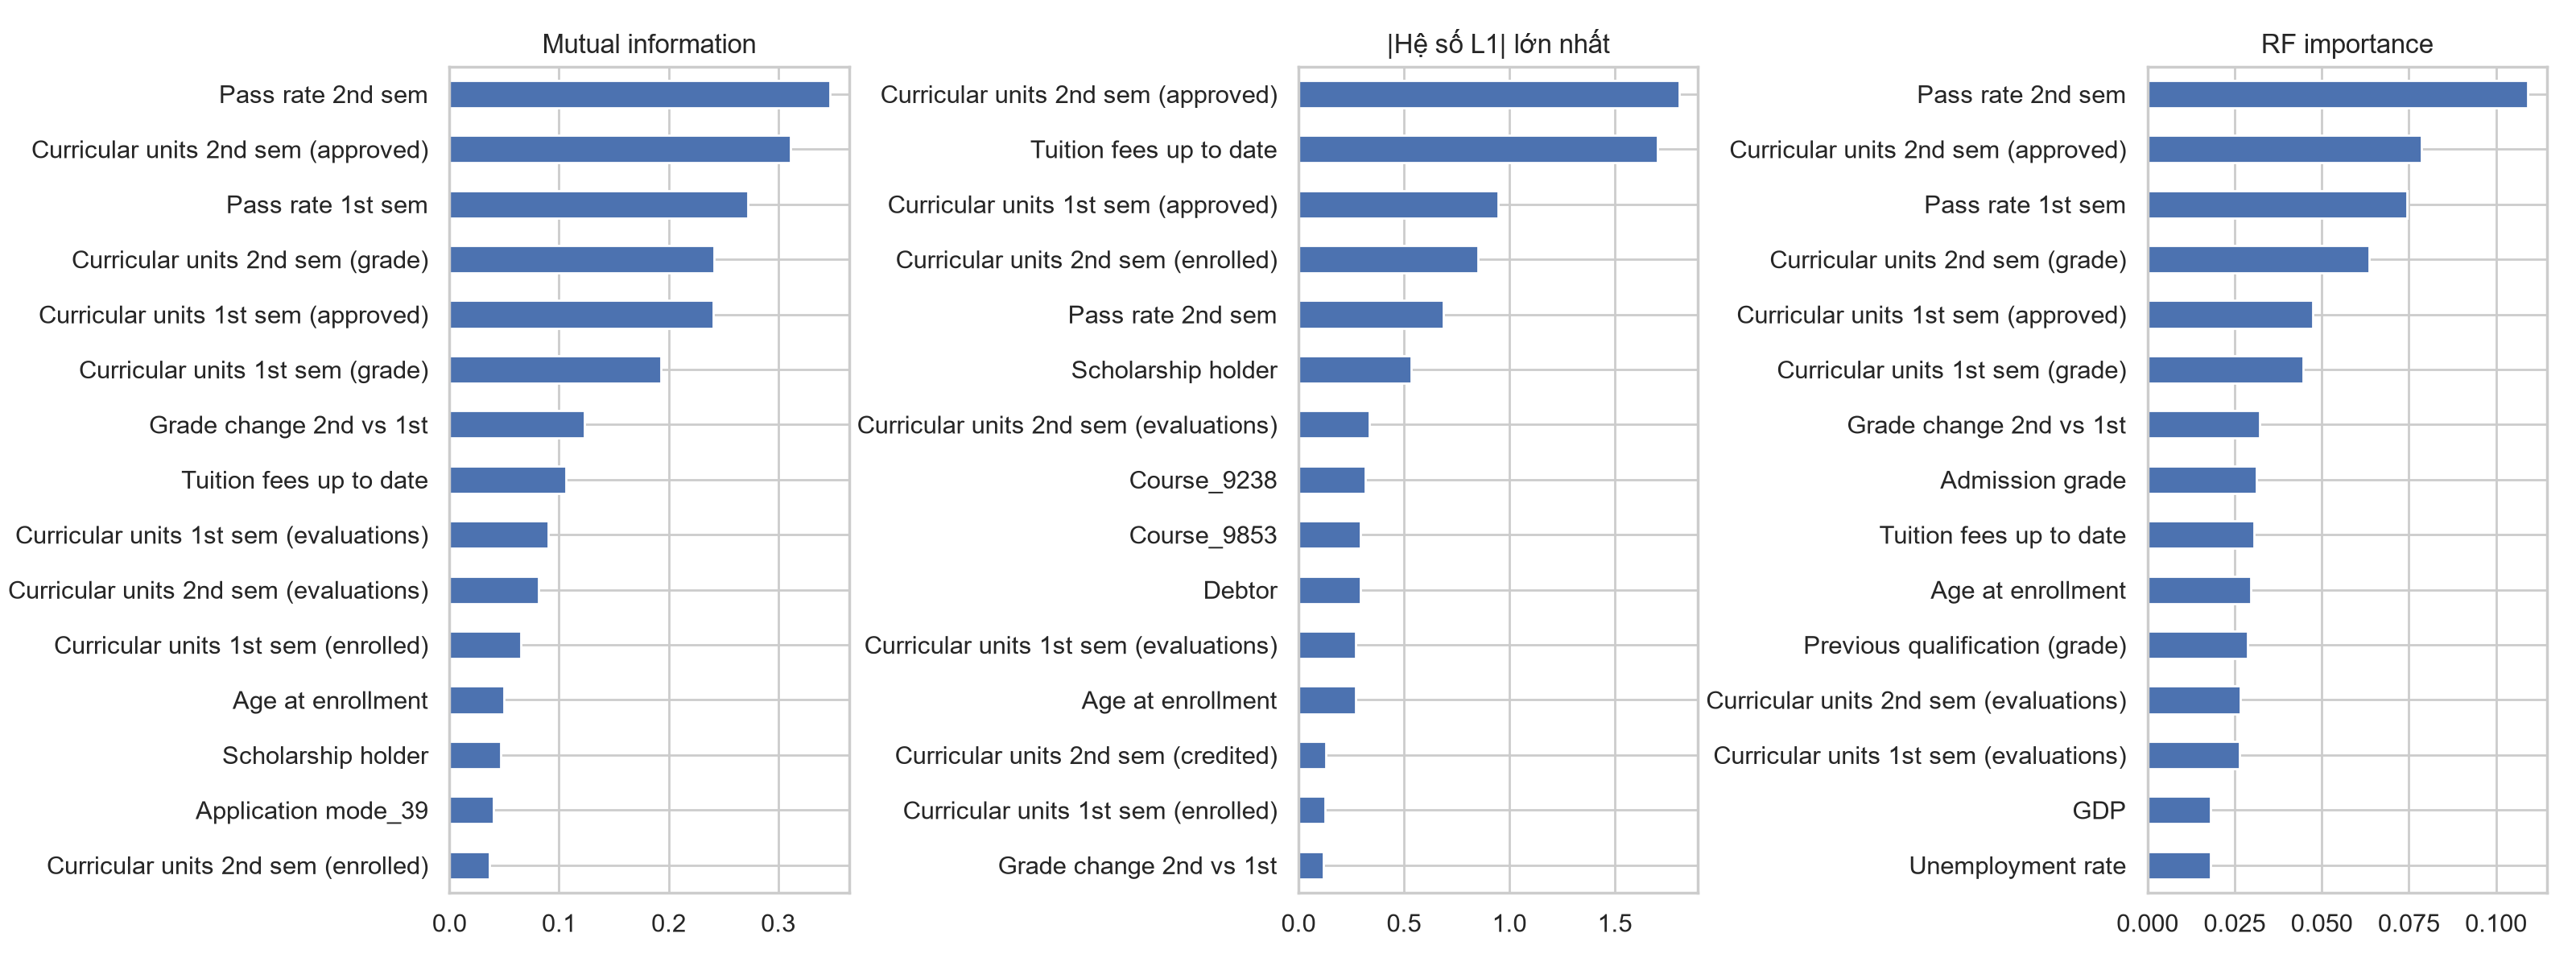 Mutual information
Pass rate 2nd sem
Curricular units 2nd sem (approved)
Pass rate 1st sem
Curricular units 2nd sem (grade)
Curricular units 1st sem (approved)
Curricular units 1st sem (grade)
Grade change 2nd vs 1st
Tuition fees up to date
Curricular units 1st sem (evaluations)
Curricular units 2nd sem (evaluations)
Curricular units 1st sem (enrolled)
Age at enrollment
Scholarship holder
Application mode_39
Curricular units 2nd sem (enrolled)
0.0 0.1 0.2 0.3
|Hệ số L1| lớn nhất
Curricular units 2nd sem (approved)
Tuition fees up to date
Curricular units 1st sem (approved)
Curricular units 2nd sem (enrolled)
Pass rate 2nd sem
Scholarship holder
Curricular units 2nd sem (evaluations)
Course_9238
Course_9853
Debtor
Curricular units 1st sem (evaluations)
Age at enrollment
Curricular units 2nd sem (credited)
Curricular units 1st sem (enrolled)
Grade change 2nd vs 1st
0.0 0.5 1.0 1.5
RF importance
Pass rate 2nd sem
Curricular units 2nd sem (approved)
Pass rate 1st sem
Curricular units 2nd sem (grade)
Curricular units 1st sem (approved)
Curricular units 1st sem (grade)
Grade change 2nd vs 1st
Admission grade
Tuition fees up to date
Age at enrollment
Previous qualification (grade)
Curricular units 2nd sem (evaluations)
Curricular units 1st sem (evaluations)
GDP
Unemployment rate
0.000 0.025 0.050 0.075 0.100